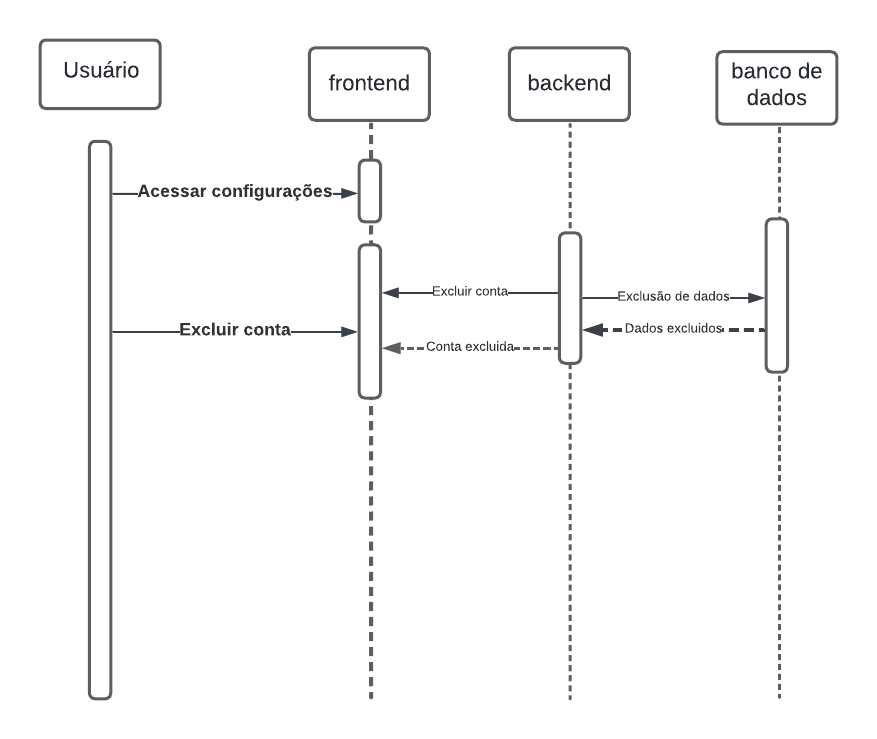 Usuário
frontend
backend
banco de
dados
Acessar configurações
Excluir conta
Exclusão de dados
Excluir conta
Dados excluidos
Conta excluida